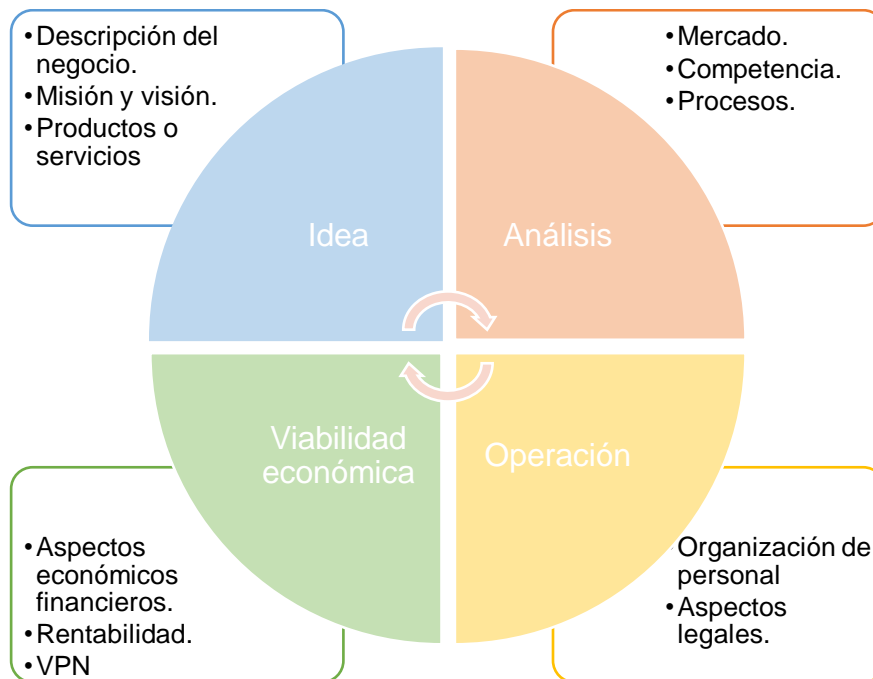 •Descripción del
negocio.
•Misión y visión.
•Productos o
servicios
•Mercado.
•Competencia.
•Procesos.
Idea
Análisis
Viabilidad
económica
Operación
•Aspectos
económicos
financieros.
•Rentabilidad.
•VPN
•Organización de
personal
•Aspectos
legales.